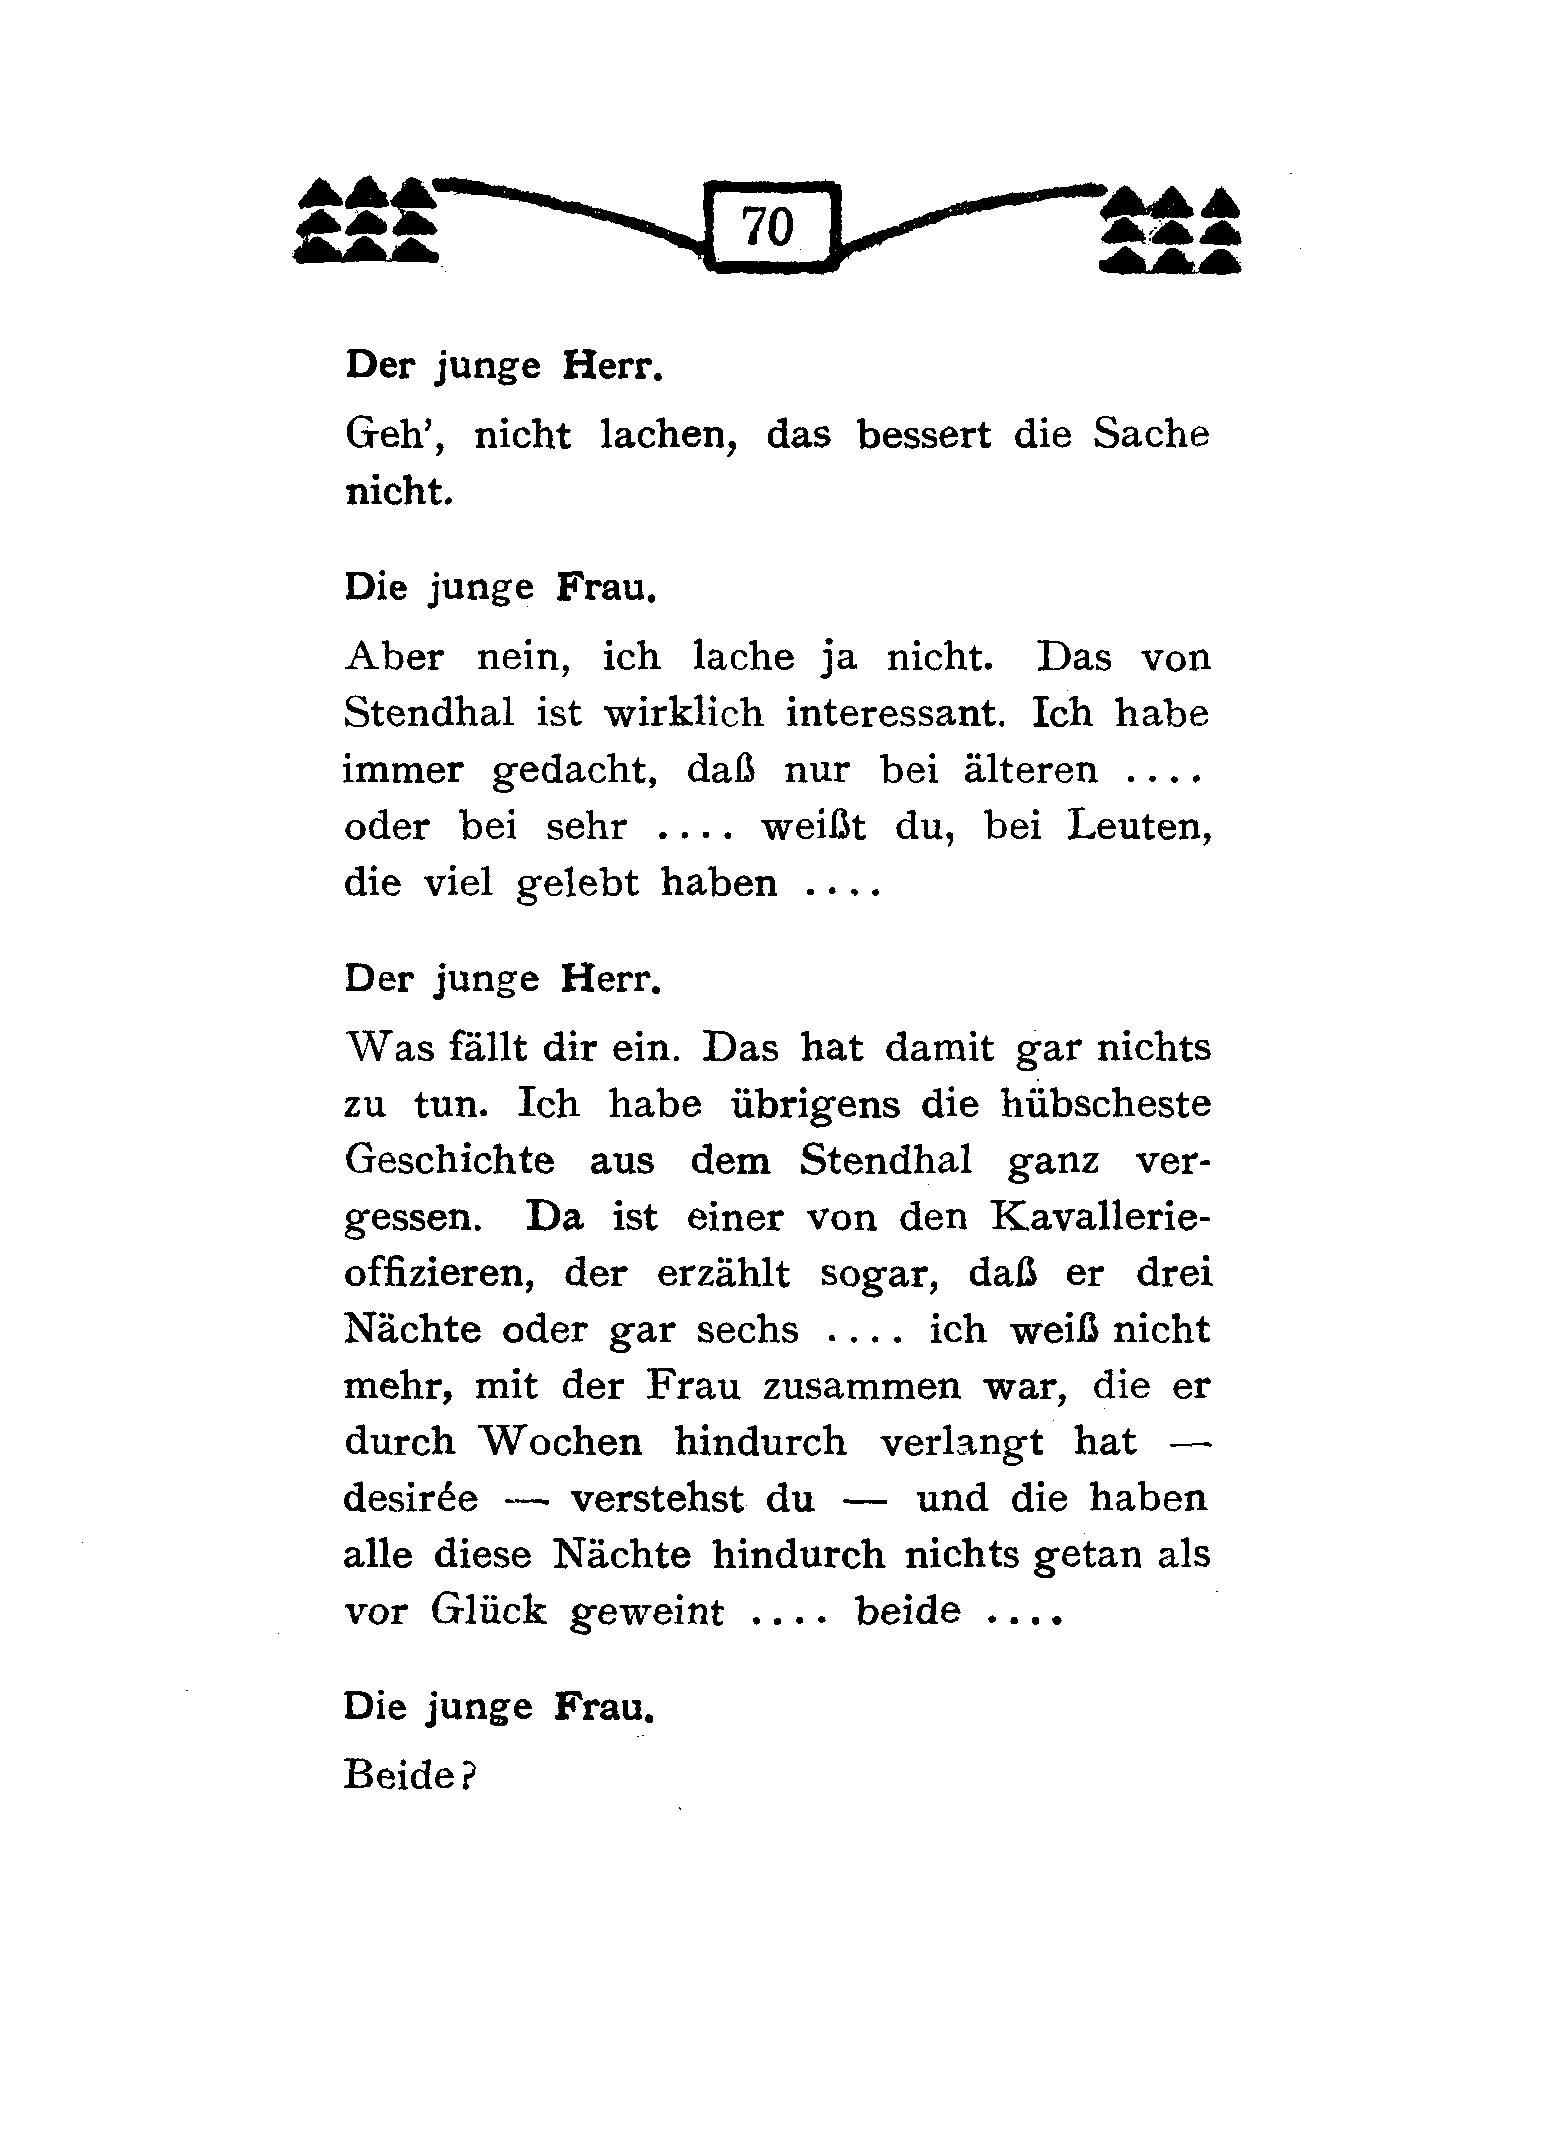 70
Der junge Herr.
Geh', nicht lachen, das bessert die Sache
nicht.
Die junge Frau.
Aber nein, ich lache ja nicht. Das von
Stendhal ist wirklich interessant. Ich habe
immer gedacht, daß nur bei älteren ....
oder bei sehr .... weißt du, bei Leuten,
die viel gelebt haben ....
Der junge Herr.
Was fällt dir ein. Das hat damit gar nichts
zu tun. Ich habe übrigens die hübscheste
Geschichte aus dem Stendhal ganz ver-
gessen. Da ist einer von den Kavallerie-
offizieren, der erzählt sogar, daß er drei
Nächte oder gar sechs .... ich weiß nicht
mehr, mit der Frau zusammen war, die er
durch Wochen hindurch verlangt hat —
desirée — verstehst du — und die haben
alle diese Nächte hindurch nichts getan als
vor Glück geweint .... beide ....
Die junge Frau.
Beide?